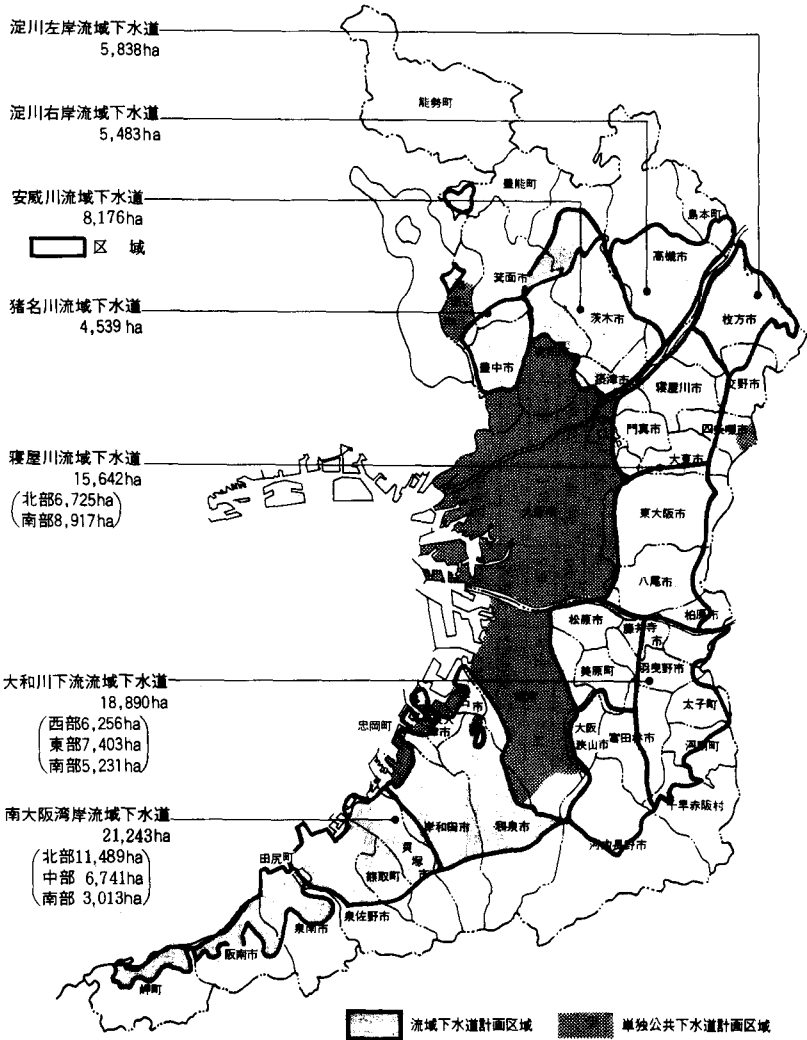 淀川左岸流域下水道
5,838ha
淀川右岸流域下水道
5,483ha
安威川流域下水道
8,176ha
区 域
猪名川流域下水道
4,539 ha
寝屋川流域下水道
15,642ha
(北部6,725ha
南部8,917ha)
大和川下流流域下水道
18,890ha
(西部6,256ha
東部7,403ha
南部5,231ha)
南大阪湾岸流域下水道
21,243ha
(北部11,489ha
中部 6,741ha
南部 3,013ha)
能勢町
豊能町
島本町
高槻市
箕面市
茨木市
枚方市
豊中市
摂津市
寝屋川市
交野市
門真市
四条畷市
大東市
東大阪市
八尾市
柏原市
松原市
藤井寺市
美原町
羽曳野市
太子町
大阪狭山市
富田林市
河南町
千早赤阪村
忠岡町
岸和田市
和泉市
河内長野市
貝塚市
熊取町
田尻町
泉佐野市
泉南市
阪南市
岬町
流域下水道計画区域
単独公共下水道計画区域